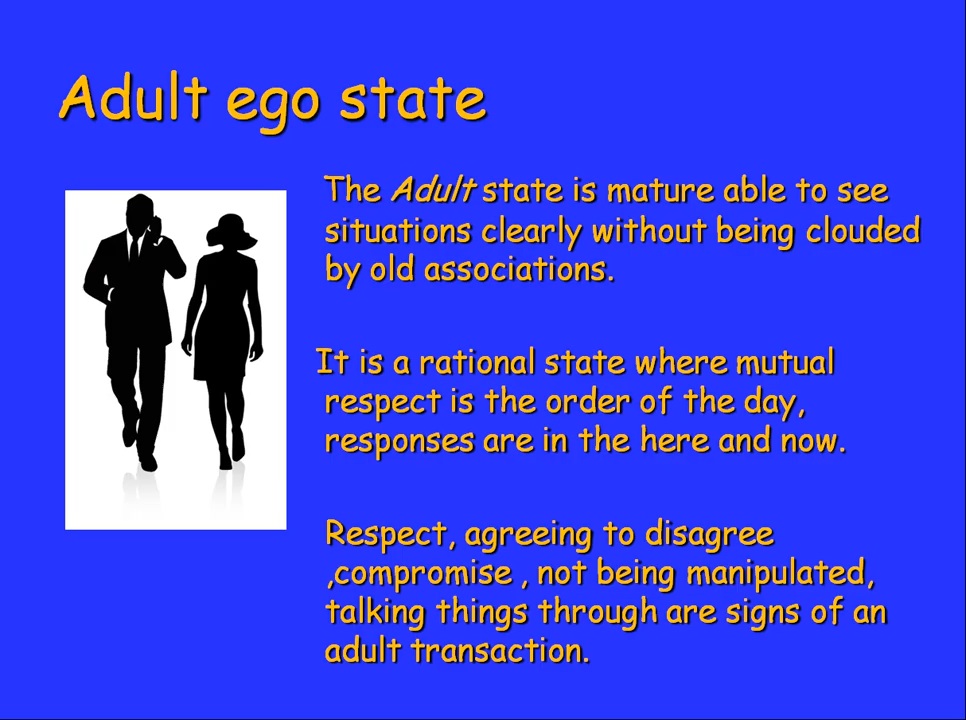 Adult ego state
The Adult state is mature able to see
situations clearly without being clouded
by old associations.
It is a rational state where mutual
respect is the order of the day,
responses are in the here and now.
Respect, agreeing to disagree
,compromise , not being manipulated,
talking things through are signs of an
adult transaction.